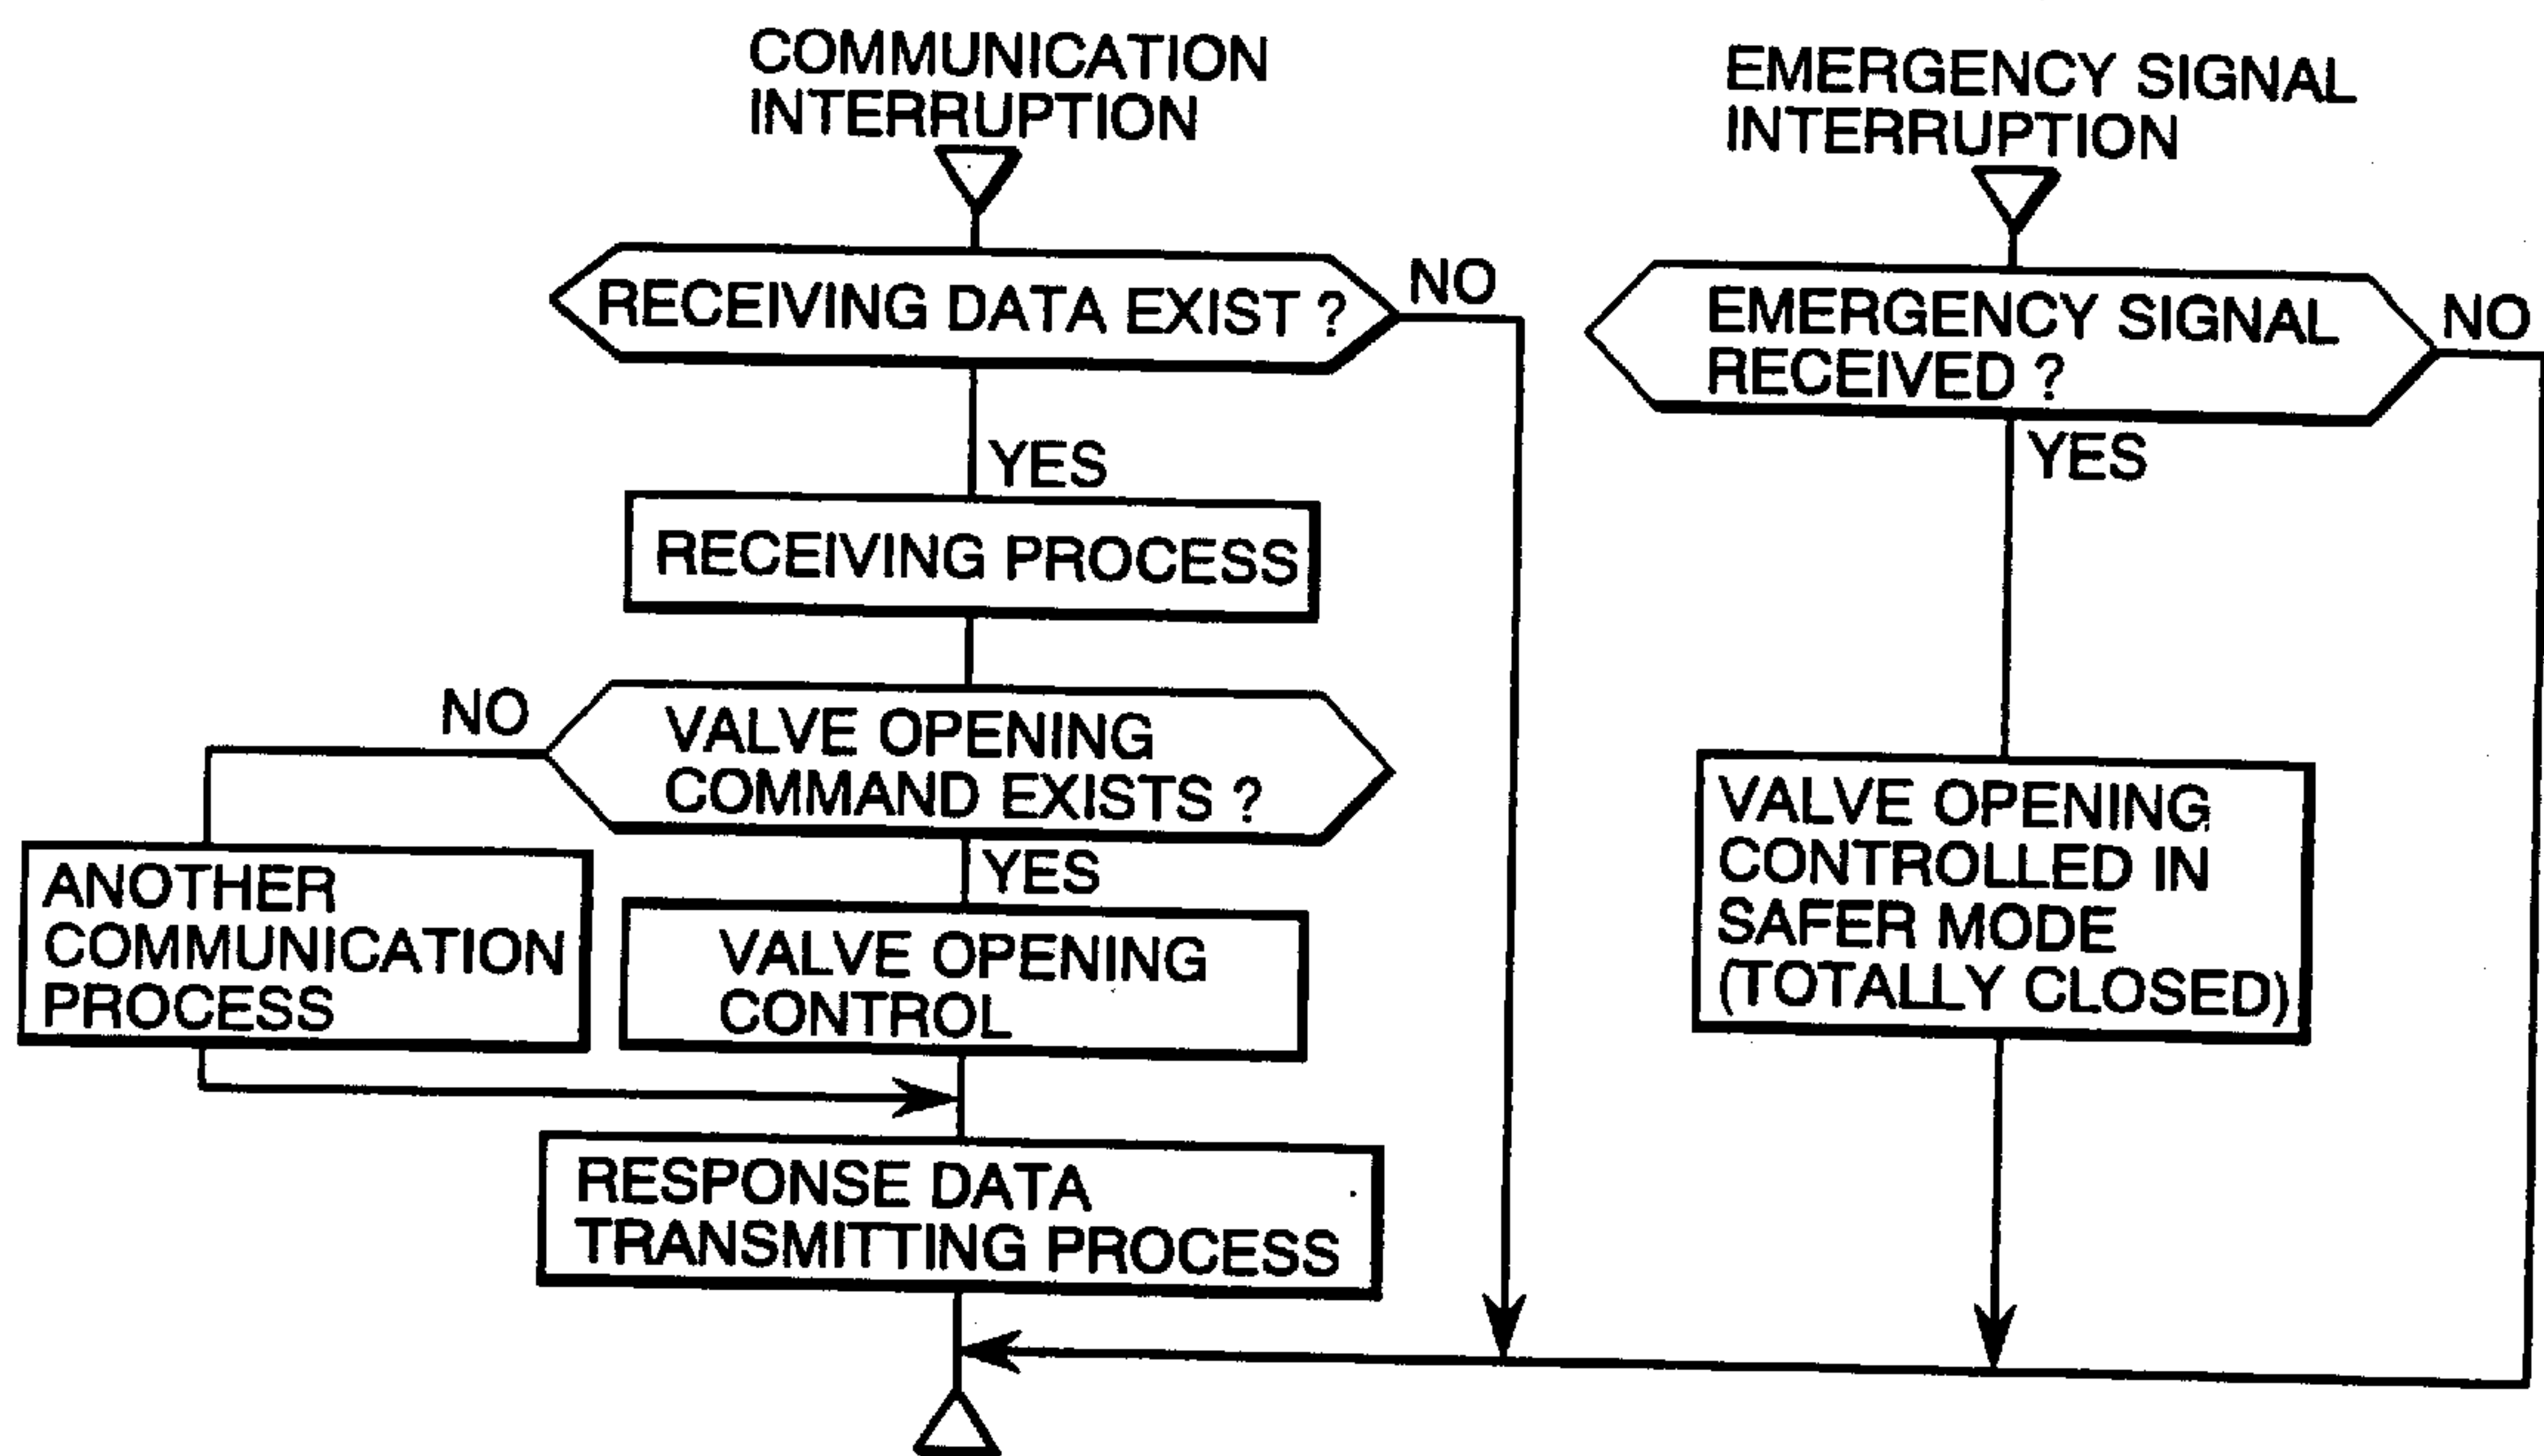 COMMUNICATION
INTERRUPTION
RECEIVING DATA EXIST ?
NO
YES
RECEIVING PROCESS
NO
VALVE OPENING
COMMAND EXISTS ?
YES
ANOTHER
COMMUNICATION
PROCESS
VALVE OPENING
CONTROL
RESPONSE DATA
TRANSMITTING PROCESS
EMERGENCY SIGNAL
INTERRUPTION
EMERGENCY SIGNAL
RECEIVED ?
NO
YES
VALVE OPENING
CONTROLLED IN
SAFER MODE
(TOTALLY CLOSED)